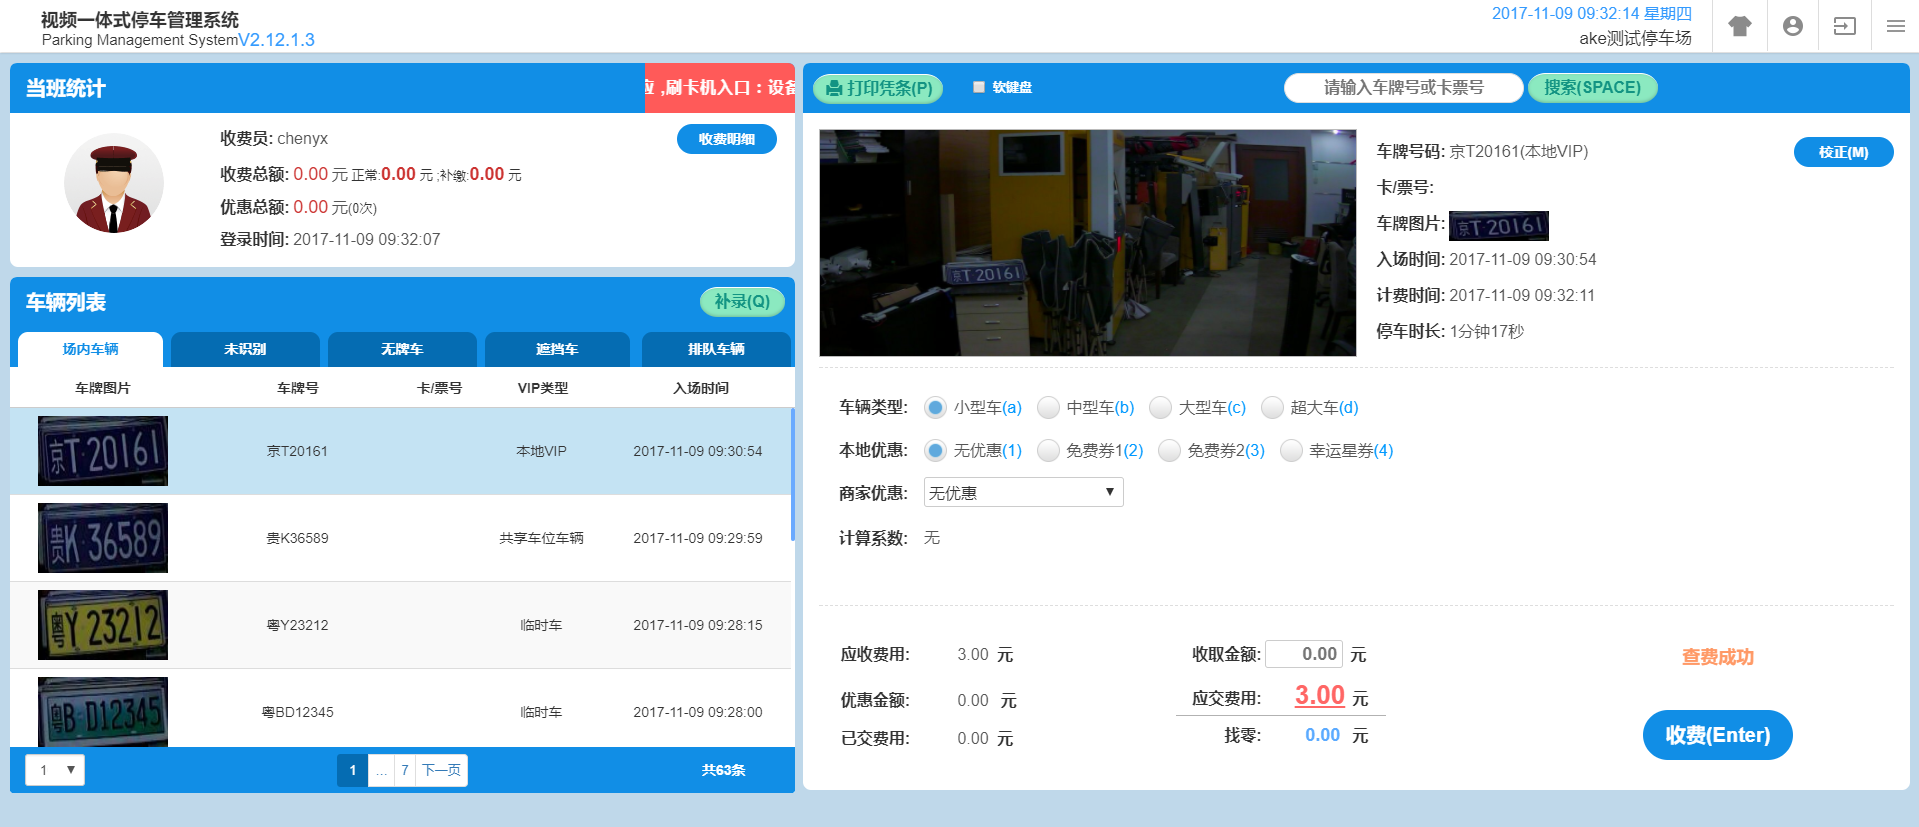 视频一体式停车管理系统
Parking Management SystemV2.12.1.3
2017-11-09 09:32:14 星期四
ake测试停车场
当班统计
应 ,刷卡机入口：设备
收费员: chenyx
收费明细
收费总额: 0.00 元 正常:0.00 元 ;补缴:0.00 元
优惠总额: 0.00 元(0次)
登录时间: 2017-11-09 09:32:07
车辆列表
补录(Q)
场内车辆 未识别 无牌车 遮挡车 排队车辆
车牌图片 车牌号 卡/票号 VIP类型 入场时间
京T·20161 京T20161 本地VIP 2017-11-09 09:30:54
贵K·36589 贵K36589 共享车位车辆 2017-11-09 09:29:59
粤Y·23212 粤Y23212 临时车 2017-11-09 09:28:15
粤B·D12345 粤BD12345 临时车 2017-11-09 09:28:00
1 ▼ 1 ... 7 下一页 共63条
打印凭条(P) 软键盘 请输入车牌号或卡票号 搜索(SPACE)
京T·20161
车牌号码: 京T20161(本地VIP)
校正(M)
卡/票号:
车牌图片: 京T·20161
入场时间: 2017-11-09 09:30:54
计费时间: 2017-11-09 09:32:11
停车时长: 1分钟17秒
车辆类型: 小型车(a) 中型车(b) 大型车(c) 超大车(d)
本地优惠: 无优惠(1) 免费券1(2) 免费券2(3) 幸运星券(4)
商家优惠: 无优惠 ▼
计算系数: 无
应收费用: 3.00 元
优惠金额: 0.00 元
已交费用: 0.00 元
收取金额: 0.00 元
应交费用: 3.00 元
找零: 0.00 元
查费成功
收费(Enter)